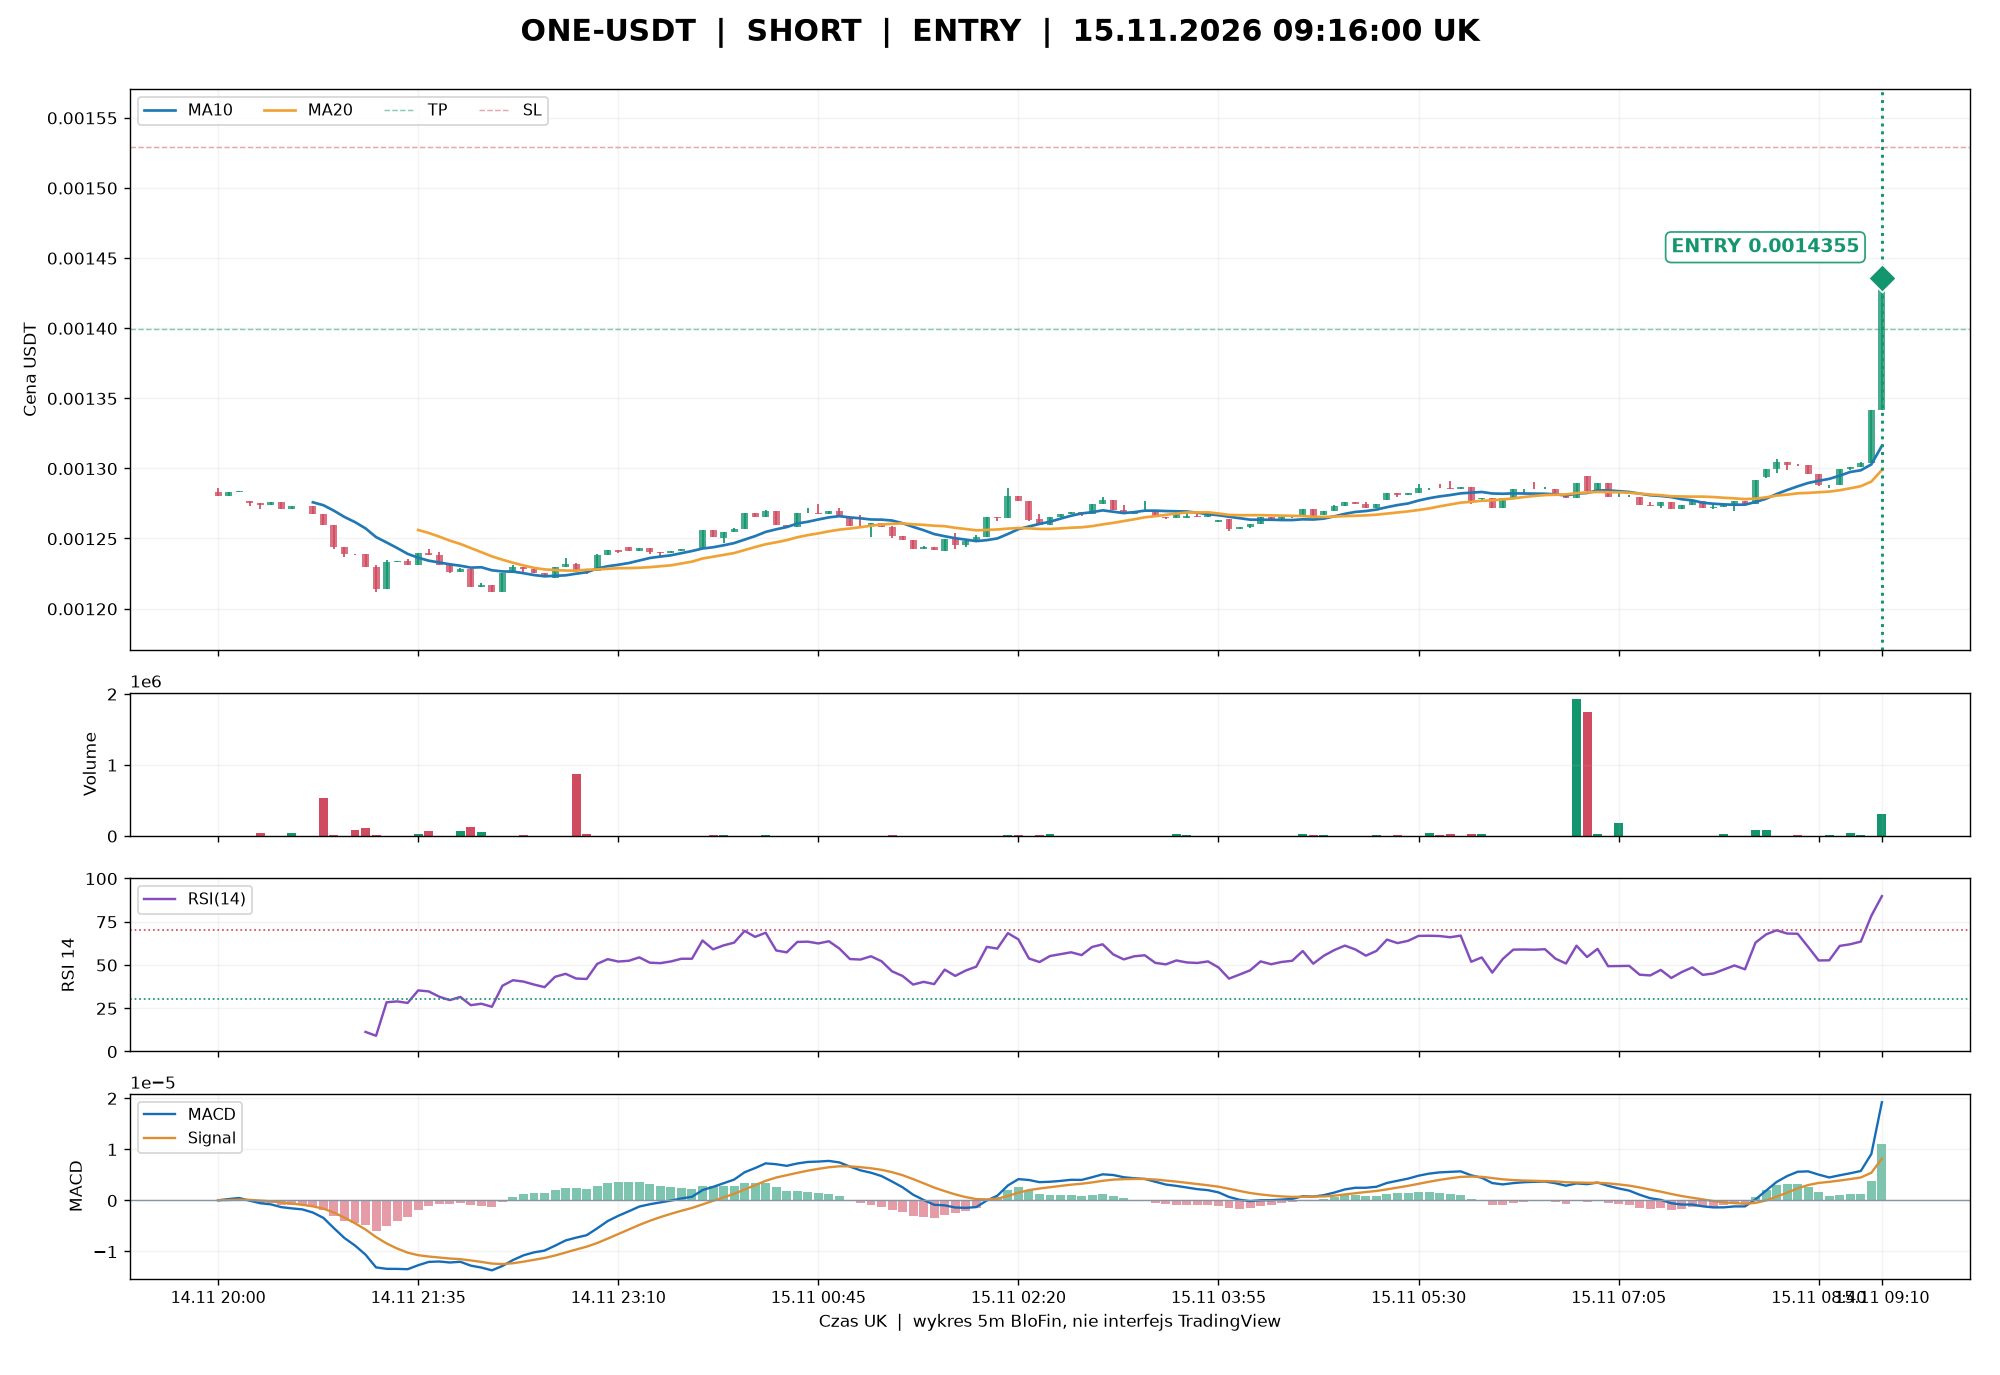 ONE-USDT | SHORT | ENTRY | 15.11.2026 09:16:00 UK
MA10 MA20 TP SL
0.00155
0.00150
0.00145
0.00140
0.00135
0.00130
0.00125
0.00120
Cena USDT
ENTRY 0.0014355
1e6
2
1
0
Volume
100
75
50
25
0
RSI 14
RSI(14)
1e−5
2
1
0
−1
MACD
MACD
Signal
14.11 20:00 14.11 21:35 14.11 23:10 15.11 00:45 15.11 02:20 15.11 03:55 15.11 05:30 15.11 07:05 15.11 08:40 15.11 09:10
Czas UK | wykres 5m BloFin, nie interfejs TradingView